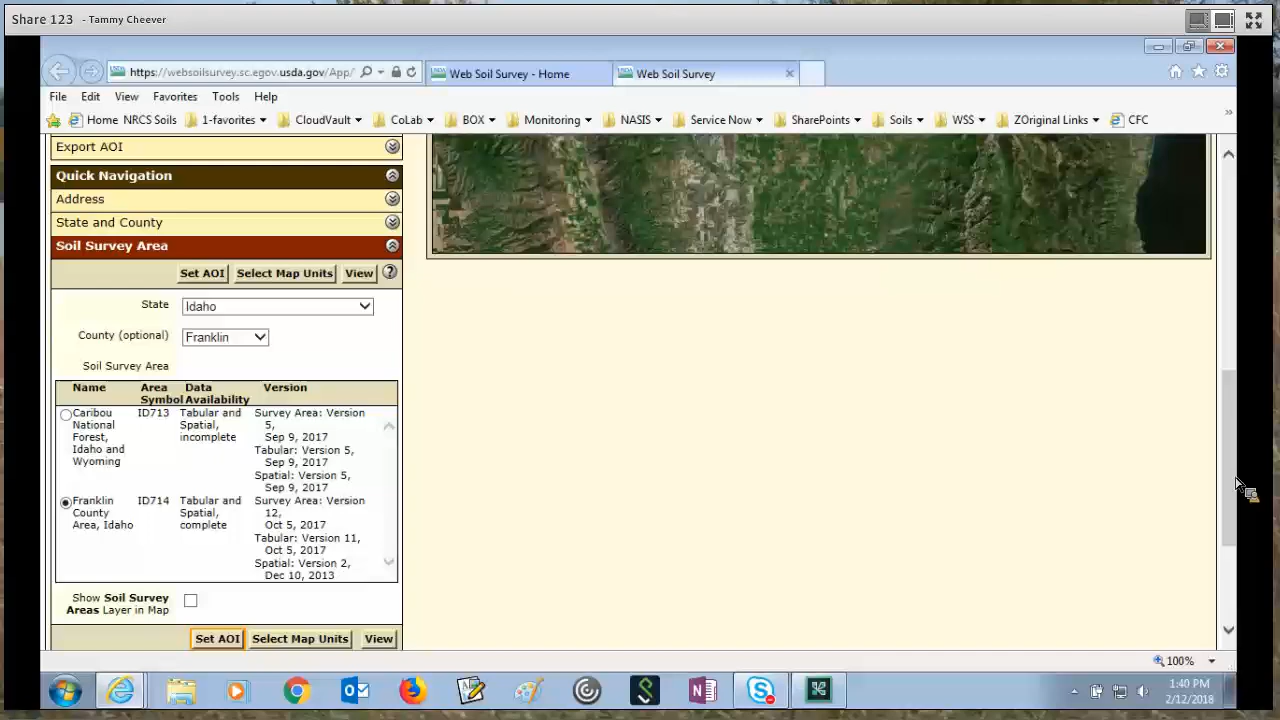 Share 123 - Tammy Cheever
https://websoilsurvey.sc.egov.usda.gov/App/
Web Soil Survey - Home
Web Soil Survey
File Edit View Favorites Tools Help
Home NRCS Soils 1-favorites CloudVault CoLab BOX Monitoring NASIS Service Now SharePoints Soils WSS ZOriginal Links CFC
Export AOI
Quick Navigation
Address
State and County
Soil Survey Area
Set AOI Select Map Units View
State Idaho
County (optional) Franklin
Soil Survey Area
Name Area Data Version
Symbol Availability
Caribou ID713 Tabular and Survey Area: Version
National Spatial, 5,
Forest, incomplete Sep 9, 2017
Idaho and Tabular: Version 5,
Wyoming Sep 9, 2017
Spatial: Version 5,
Sep 9, 2017
Franklin ID714 Tabular and Survey Area: Version
County Spatial, 12,
Area, Idaho complete Oct 5, 2017
Tabular: Version 11,
Oct 5, 2017
Spatial: Version 2,
Dec 10, 2013
Show Soil Survey
Areas Layer in Map
Set AOI Select Map Units View
100%
1:40 PM
2/12/2018